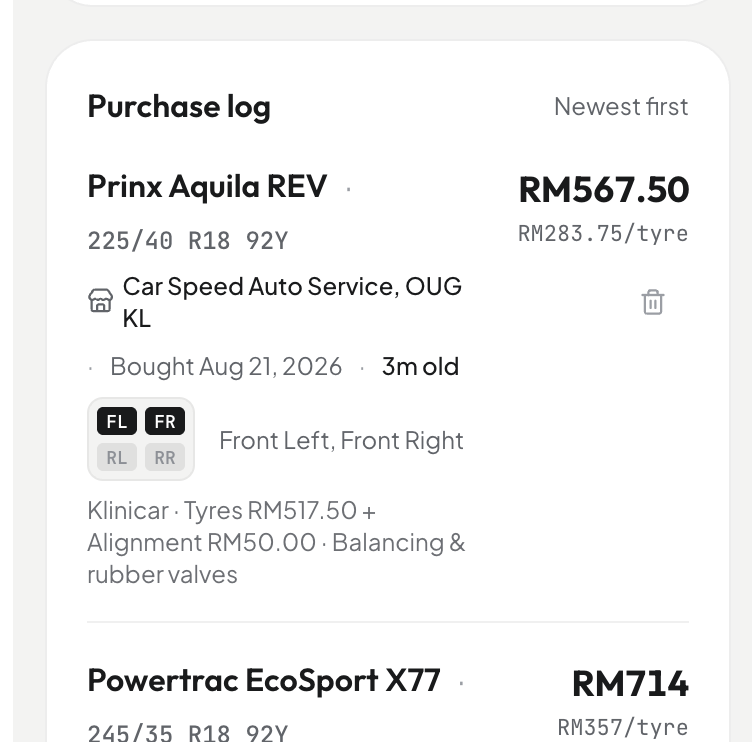 Purchase log
Newest first
Prinx Aquila REV ·
RM567.50
225/40 R18 92Y
RM283.75/tyre
Car Speed Auto Service, OUG
KL
· Bought Aug 21, 2026 · 3m old
FL FR
RL RR
Front Left, Front Right
Klinicar · Tyres RM517.50 +
Alignment RM50.00 · Balancing &
rubber valves
Powertrac EcoSport X77 ·
RM714
245/35 R18 92Y
RM357/tyre